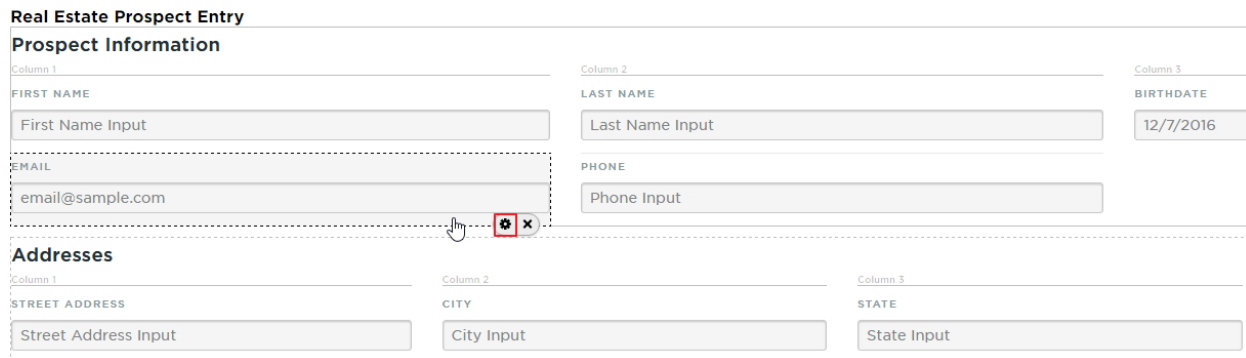 Real Estate Prospect Entry
Prospect Information
Column 1 Column 2 Column 3
FIRST NAME LAST NAME BIRTHDATE
First Name Input Last Name Input 12/7/2016
EMAIL PHONE
email@sample.com Phone Input
Addresses
Column 1 Column 2 Column 3
STREET ADDRESS CITY STATE
Street Address Input City Input State Input